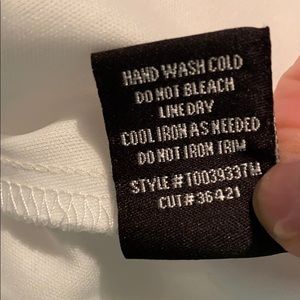 HAND WASH COLD
DO NOT BLEACH
LINE DRY
COOL IRON AS NEEDED
DO NOT IRON TRIM
STYLE # T003933TM
CUT # 36421